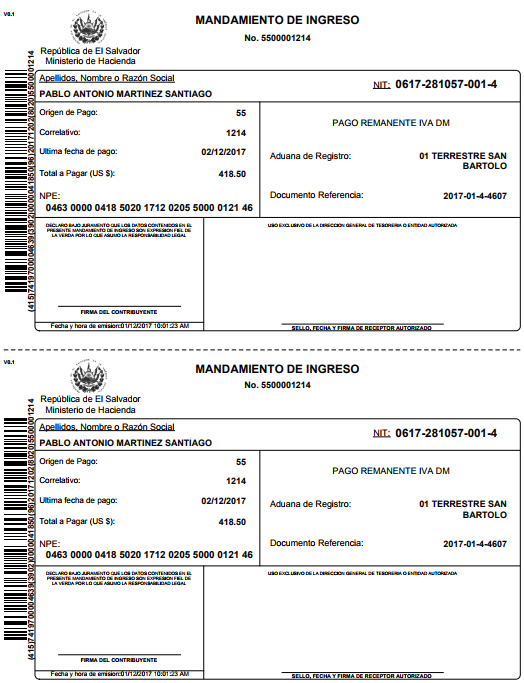 V0.1
MANDAMIENTO DE INGRESO
No. 5500001214
República de El Salvador
Ministerio de Hacienda
Apellidos, Nombre o Razón Social
NIT: 0617-281057-001-4
PABLO ANTONIO MARTINEZ SANTIAGO
Origen de Pago: 55
PAGO REMANENTE IVA DM
Correlativo: 1214
Ultima fecha de pago: 02/12/2017
Aduana de Registro: 01 TERRESTRE SAN
BARTOLO
Total a Pagar (US $): 418.50
NPE:
Documento Referencia: 2017-01-4-4607
0463 0000 0418 5020 1712 0205 5000 0121 46
DECLARO BAJO JURAMENTO QUE LOS DATOS CONTENIDOS EN EL
PRESENTE MANDAMIENTO DE INGRESO SON EXPRESION FIEL DE
LA VERDAD POR LO QUE ASUMO LA RESPONSABILIDAD LEGAL
USO EXCLUSIVO DE LA DIRECCION GENERAL DE TESORERIA O ENTIDAD AUTORIZADA
FIRMA DEL CONTRIBUYENTE
Fecha y hora de emision:01/12/2017 10:01:23 AM
SELLO, FECHA Y FIRMA DE RECEPTOR AUTORIZADO
(415)7419700004639(3902)0000041850(96)20171202(8020)5500001214
V0.1
MANDAMIENTO DE INGRESO
No. 5500001214
República de El Salvador
Ministerio de Hacienda
Apellidos, Nombre o Razón Social
NIT: 0617-281057-001-4
PABLO ANTONIO MARTINEZ SANTIAGO
Origen de Pago: 55
PAGO REMANENTE IVA DM
Correlativo: 1214
Ultima fecha de pago: 02/12/2017
Aduana de Registro: 01 TERRESTRE SAN
BARTOLO
Total a Pagar (US $): 418.50
NPE:
Documento Referencia: 2017-01-4-4607
0463 0000 0418 5020 1712 0205 5000 0121 46
DECLARO BAJO JURAMENTO QUE LOS DATOS CONTENIDOS EN EL
PRESENTE MANDAMIENTO DE INGRESO SON EXPRESION FIEL DE
LA VERDAD POR LO QUE ASUMO LA RESPONSABILIDAD LEGAL
USO EXCLUSIVO DE LA DIRECCION GENERAL DE TESORERIA O ENTIDAD AUTORIZADA
FIRMA DEL CONTRIBUYENTE
Fecha y hora de emision:01/12/2017 10:01:23 AM
SELLO, FECHA Y FIRMA DE RECEPTOR AUTORIZADO
(415)7419700004639(3902)0000041850(96)20171202(8020)5500001214